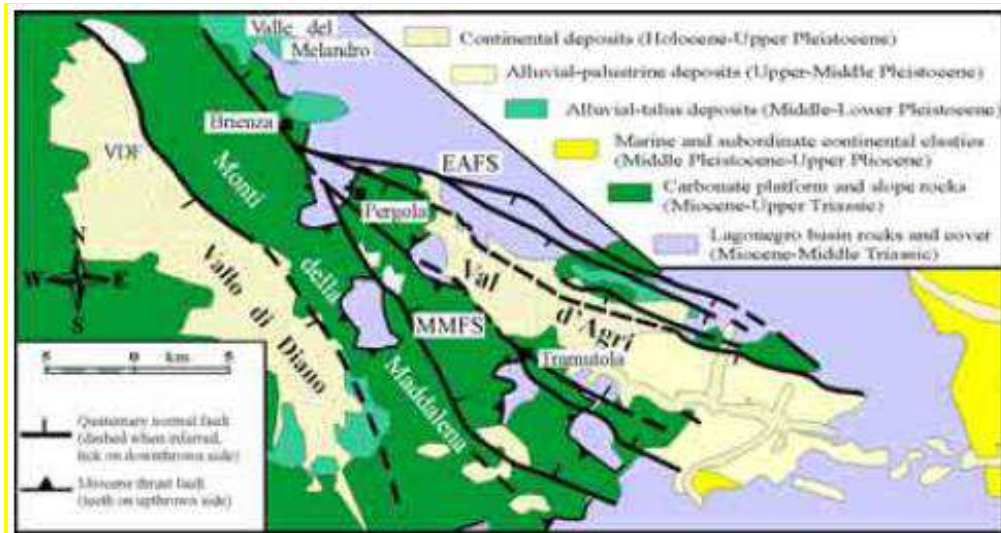 Valle del
Melandro
Brienza
VDF
EAFS
Pergola
Monti
della
Maddalena
Vallo
di
Diano
Val
d'Agri
MMFS
Tramutola
N
W E
S
Continental deposits (Holocene-Upper Pleistocene)
Alluvial-palustrine deposits (Upper-Middle Pleistocene)
Alluvial-talus deposits (Middle-Lower Pleistocene)
Marine and subordinate continental clastics
(Middle Pleistocene-Upper Pliocene)
Carbonate platform and slope rocks
(Miocene-Upper Triassic)
Lagonegro basin rocks and cover
(Miocene-Middle Triassic)
5 0 km 5
Quaternary normal fault
(dashed when inferred,
tick on downthrown side)
Miocene thrust fault
(teeth on upthrown side)